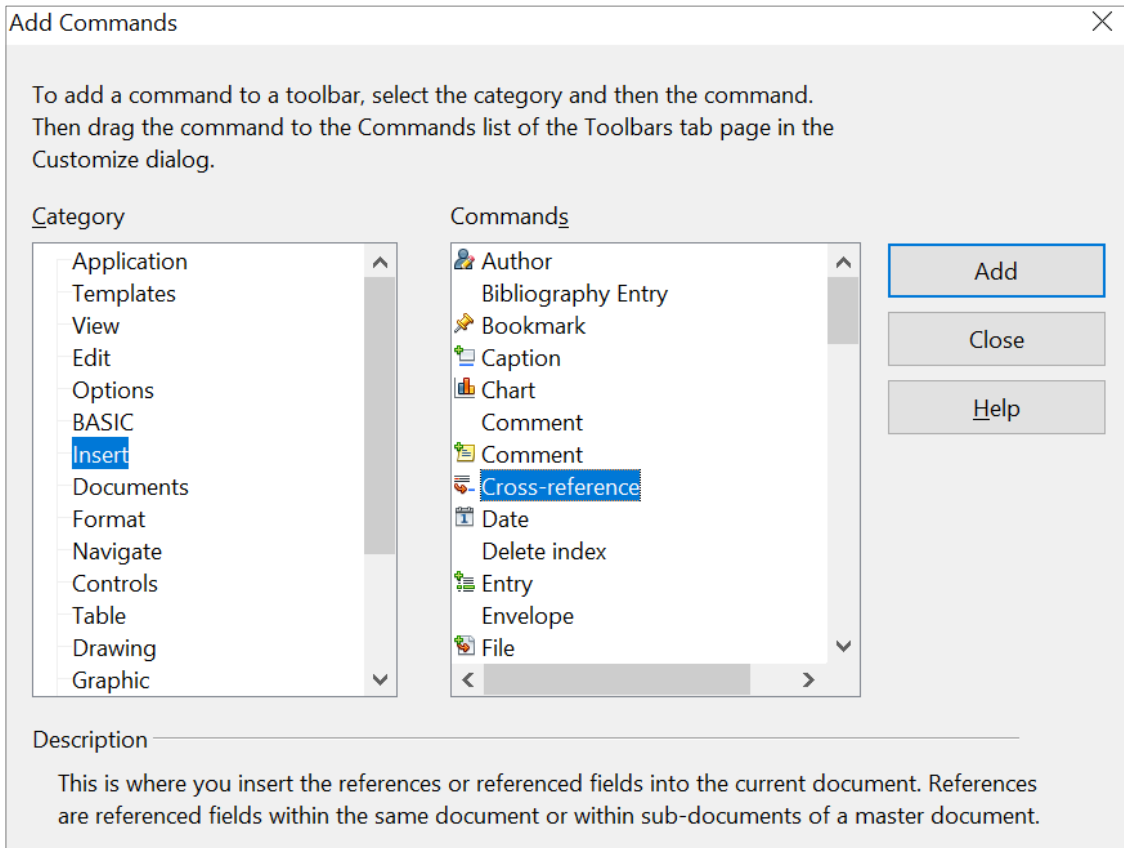 Add Commands
To add a command to a toolbar, select the category and then the command.
Then drag the command to the Commands list of the Toolbars tab page in the
Customize dialog.
Category
Application
Templates
View
Edit
Options
BASIC
Insert
Documents
Format
Navigate
Controls
Table
Drawing
Graphic
Commands
Author
Bibliography Entry
Bookmark
Caption
Chart
Comment
Comment
Cross-reference
Date
Delete index
Entry
Envelope
File
Add
Close
Help
Description
This is where you insert the references or referenced fields into the current document. References
are referenced fields within the same document or within sub-documents of a master document.